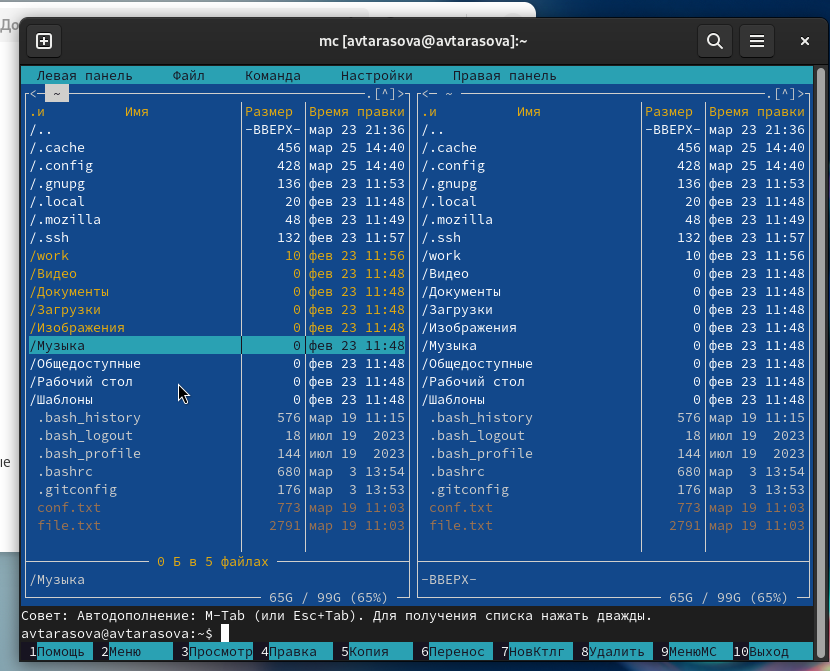 До
mc [avtarasova@avtarasova]:~
Левая панель Файл Команда Настройки Правая панель
<─ ~ .[^]> <─ ~ .[^]>
.и Имя Размер Время правки .и Имя Размер Время правки
/.. -ВВЕРХ- мар 23 21:36 /.. -ВВЕРХ- мар 23 21:36
/.cache 456 мар 25 14:40 /.cache 456 мар 25 14:40
/.config 428 мар 25 14:40 /.config 428 мар 25 14:40
/.gnupg 136 фев 23 11:53 /.gnupg 136 фев 23 11:53
/.local 20 фев 23 11:48 /.local 20 фев 23 11:48
/.mozilla 48 фев 23 11:49 /.mozilla 48 фев 23 11:49
/.ssh 132 фев 23 11:57 /.ssh 132 фев 23 11:57
/work 10 фев 23 11:56 /work 10 фев 23 11:56
/Видео 0 фев 23 11:48 /Видео 0 фев 23 11:48
/Документы 0 фев 23 11:48 /Документы 0 фев 23 11:48
/Загрузки 0 фев 23 11:48 /Загрузки 0 фев 23 11:48
/Изображения 0 фев 23 11:48 /Изображения 0 фев 23 11:48
/Музыка 0 фев 23 11:48 /Музыка 0 фев 23 11:48
/Общедоступные 0 фев 23 11:48 /Общедоступные 0 фев 23 11:48
/Рабочий стол 0 фев 23 11:48 /Рабочий стол 0 фев 23 11:48
/Шаблоны 0 фев 23 11:48 /Шаблоны 0 фев 23 11:48
.bash_history 576 мар 19 11:15 .bash_history 576 мар 19 11:15
.bash_logout 18 июл 19 2023 .bash_logout 18 июл 19 2023
.bash_profile 144 июл 19 2023 .bash_profile 144 июл 19 2023
ые .bashrc 680 мар 3 13:54 .bashrc 680 мар 3 13:54
.gitconfig 176 мар 3 13:53 .gitconfig 176 мар 3 13:53
conf.txt 773 мар 19 11:03 conf.txt 773 мар 19 11:03
file.txt 2791 мар 19 11:03 file.txt 2791 мар 19 11:03
0 Б в 5 файлах
/Музыка -ВВЕРХ-
65G / 99G (65%) 65G / 99G (65%)
Совет: Автодополнение: M-Tab (или Esc+Tab). Для получения списка нажать дважды.
avtarasova@avtarasova:~$
1Помощь 2Меню 3Просмотр 4Правка 5Копия 6Перенос 7НовКтлг 8Удалить 9МенюМС 10Выход